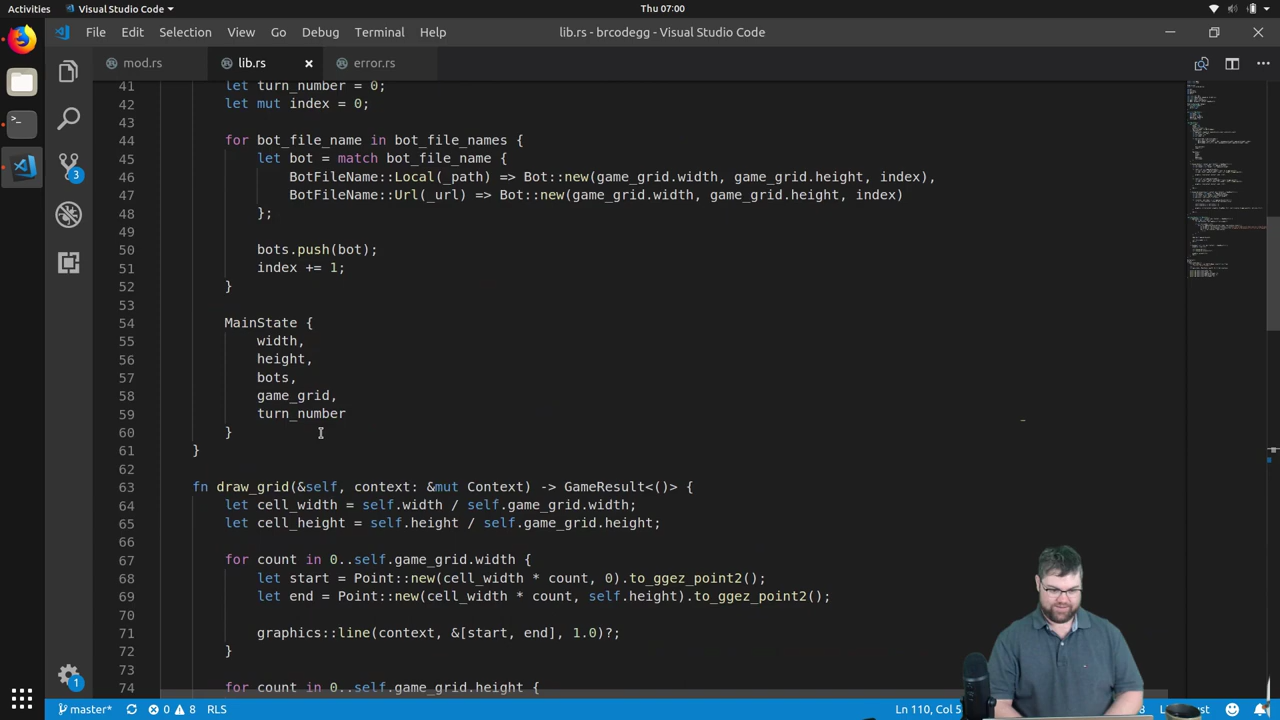 Activities
Visual Studio Code
Thu 07:00
File Edit Selection View Go Debug Terminal Help
lib.rs - brcodegg - Visual Studio Code
mod.rs
lib.rs
error.rs
41 let turn_number = 0;
42 let mut index = 0;
43
44 for bot_file_name in bot_file_names {
45 let bot = match bot_file_name {
46 BotFileName::Local(_path) => Bot::new(game_grid.width, game_grid.height, index),
47 BotFileName::Url(_url) => Bot::new(game_grid.width, game_grid.height, index)
48 };
49
50 bots.push(bot);
51 index += 1;
52 }
53
54 MainState {
55 width,
56 height,
57 bots,
58 game_grid,
59 turn_number
60 }
61 }
62
63 fn draw_grid(&self, context: &mut Context) -> GameResult<()> {
64 let cell_width = self.width / self.game_grid.width;
65 let cell_height = self.height / self.game_grid.height;
66
67 for count in 0..self.game_grid.width {
68 let start = Point::new(cell_width * count, 0).to_ggez_point2();
69 let end = Point::new(cell_width * count, self.height).to_ggez_point2();
70
71 graphics::line(context, &[start, end], 1.0)?;
72 }
73
74 for count in 0..self.game_grid.height {
3
1
master*
0
8
RLS
Ln 110, Col 5